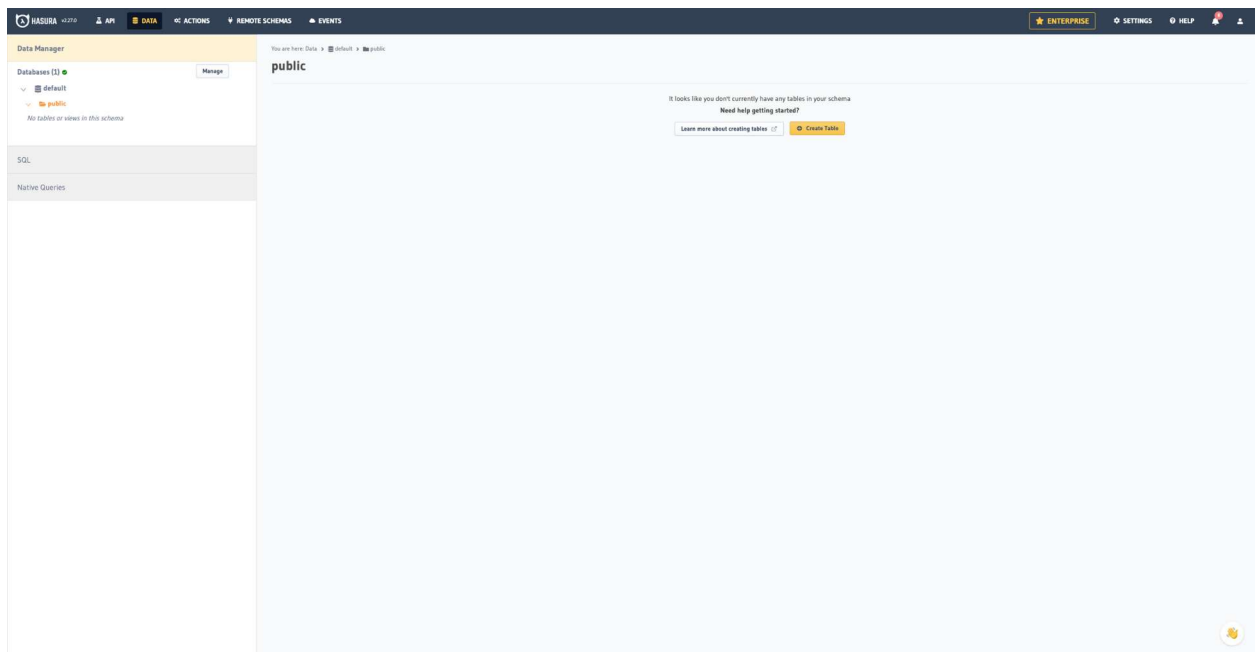 HASURA v2.27.0 API DATA ACTIONS REMOTE SCHEMAS EVENTS ENTERPRISE SETTINGS HELP
Data Manager
Databases (1) Manage
default
public
No tables or views in this schema
SQL
Native Queries
You are here: Data > default > public
public
It looks like you don't currently have any tables in your schema
Need help getting started?
Learn more about creating tables Create Table